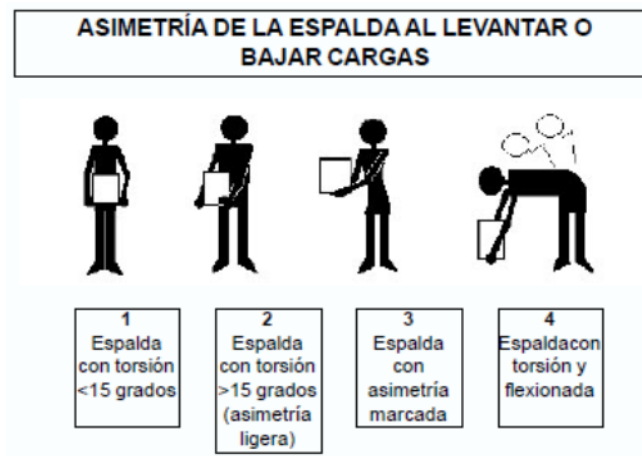 ASIMETRÍA DE LA ESPALDA AL LEVANTAR O
BAJAR CARGAS
1
Espalda
con torsión
<15 grados
2
Espalda
con torsión
>15 grados
(asimetría
ligera)
3
Espalda
con
asimetría
marcada
4
Espaldacon
torsión y
flexionada